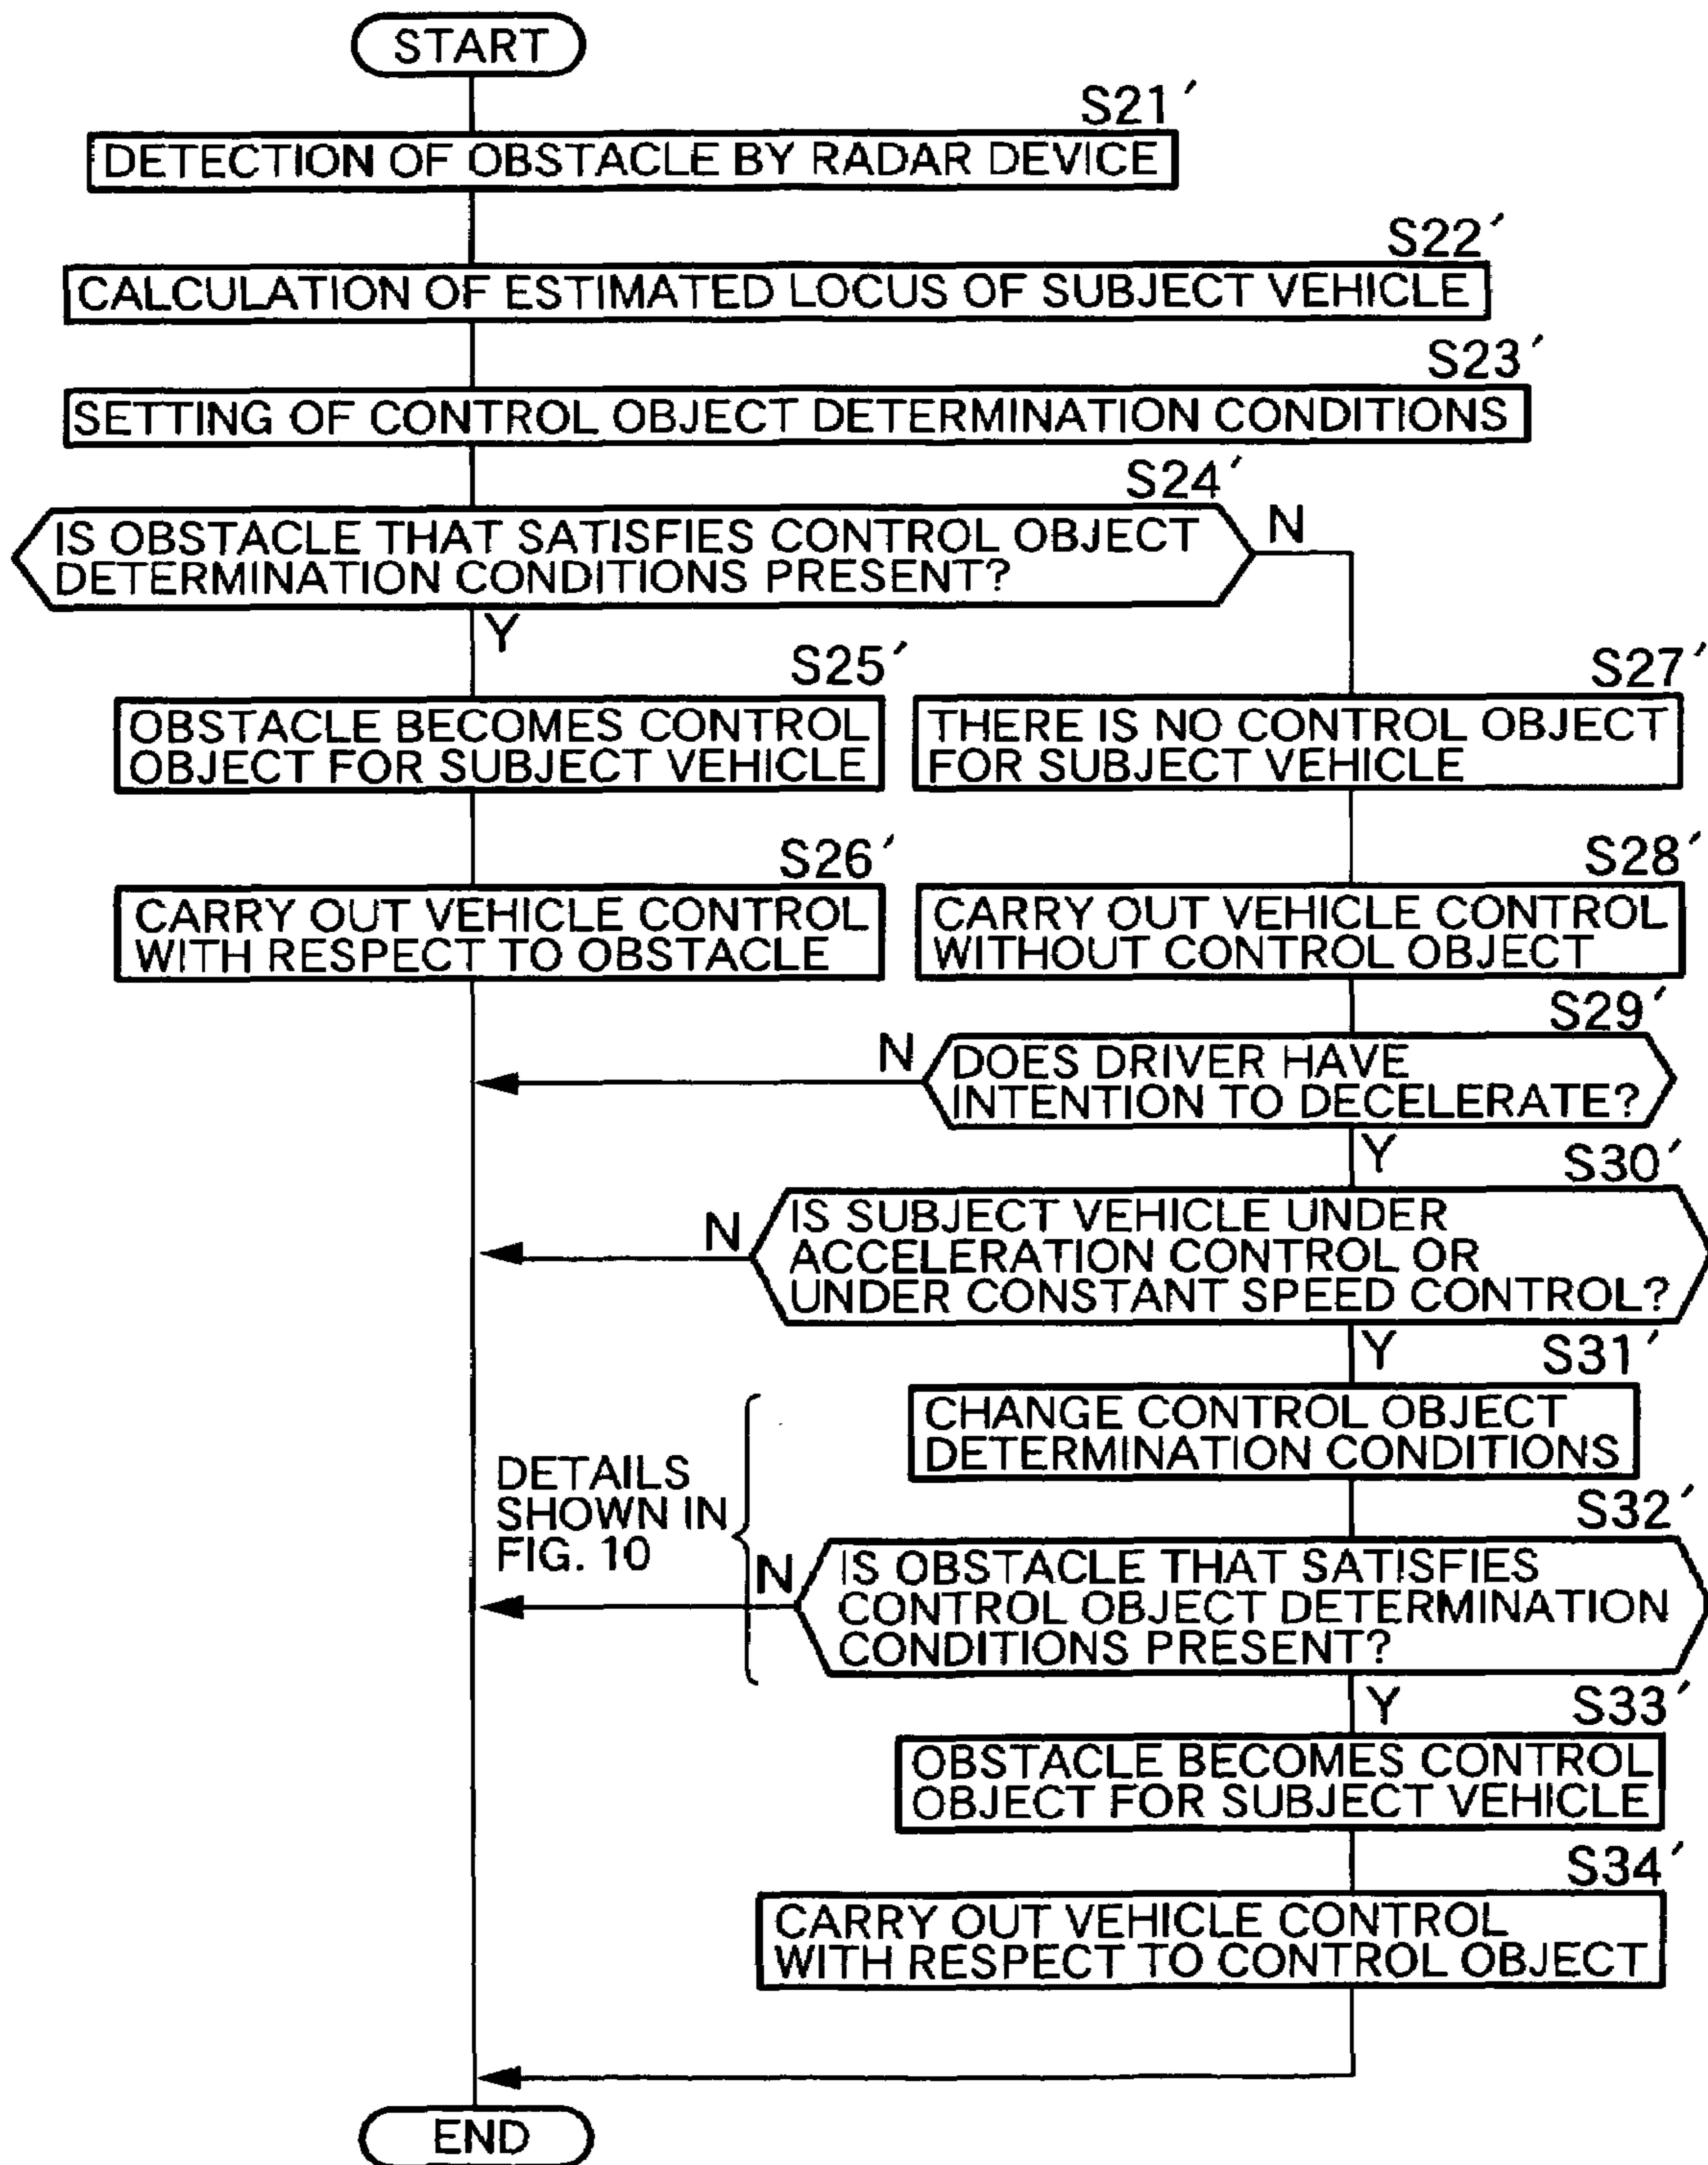 START
S21′
DETECTION OF OBSTACLE BY RADAR DEVICE
S22′
CALCULATION OF ESTIMATED LOCUS OF SUBJECT VEHICLE
S23′
SETTING OF CONTROL OBJECT DETERMINATION CONDITIONS
S24′
IS OBSTACLE THAT SATISFIES CONTROL OBJECT
DETERMINATION CONDITIONS PRESENT?
N
Y
S25′
OBSTACLE BECOMES CONTROL
OBJECT FOR SUBJECT VEHICLE
S27′
THERE IS NO CONTROL OBJECT
FOR SUBJECT VEHICLE
S26′
CARRY OUT VEHICLE CONTROL
WITH RESPECT TO OBSTACLE
S28′
CARRY OUT VEHICLE CONTROL
WITHOUT CONTROL OBJECT
S29′
N
DOES DRIVER HAVE
INTENTION TO DECELERATE?
Y
S30′
N
IS SUBJECT VEHICLE UNDER
ACCELERATION CONTROL OR
UNDER CONSTANT SPEED CONTROL?
Y
S31′
CHANGE CONTROL OBJECT
DETERMINATION CONDITIONS
DETAILS
SHOWN IN
FIG. 10
S32′
N
IS OBSTACLE THAT SATISFIES
CONTROL OBJECT DETERMINATION
CONDITIONS PRESENT?
Y
S33′
OBSTACLE BECOMES CONTROL
OBJECT FOR SUBJECT VEHICLE
S34′
CARRY OUT VEHICLE CONTROL
WITH RESPECT TO CONTROL OBJECT
END